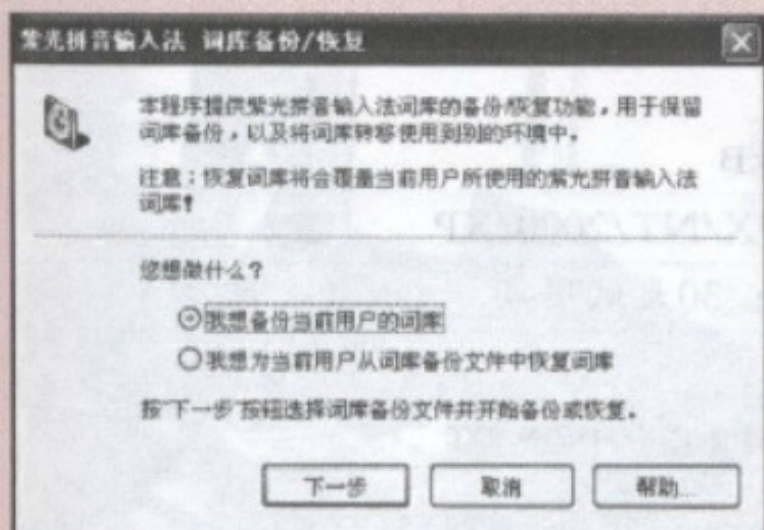 紫光拼音输入法 词库备份/恢复
本程序提供紫光拼音输入法词库的备份/恢复功能，用于保留
词库备份，以及将词库转移使用到别的环境中。
注意：恢复词库将会覆盖当前用户所使用的紫光拼音输入法
词库！
您想做什么？
我想备份当前用户的词库
我想为当前用户从词库备份文件中恢复词库
按"下一步"按钮选择词库备份文件并开始备份或恢复。
下一步
取消
帮助...